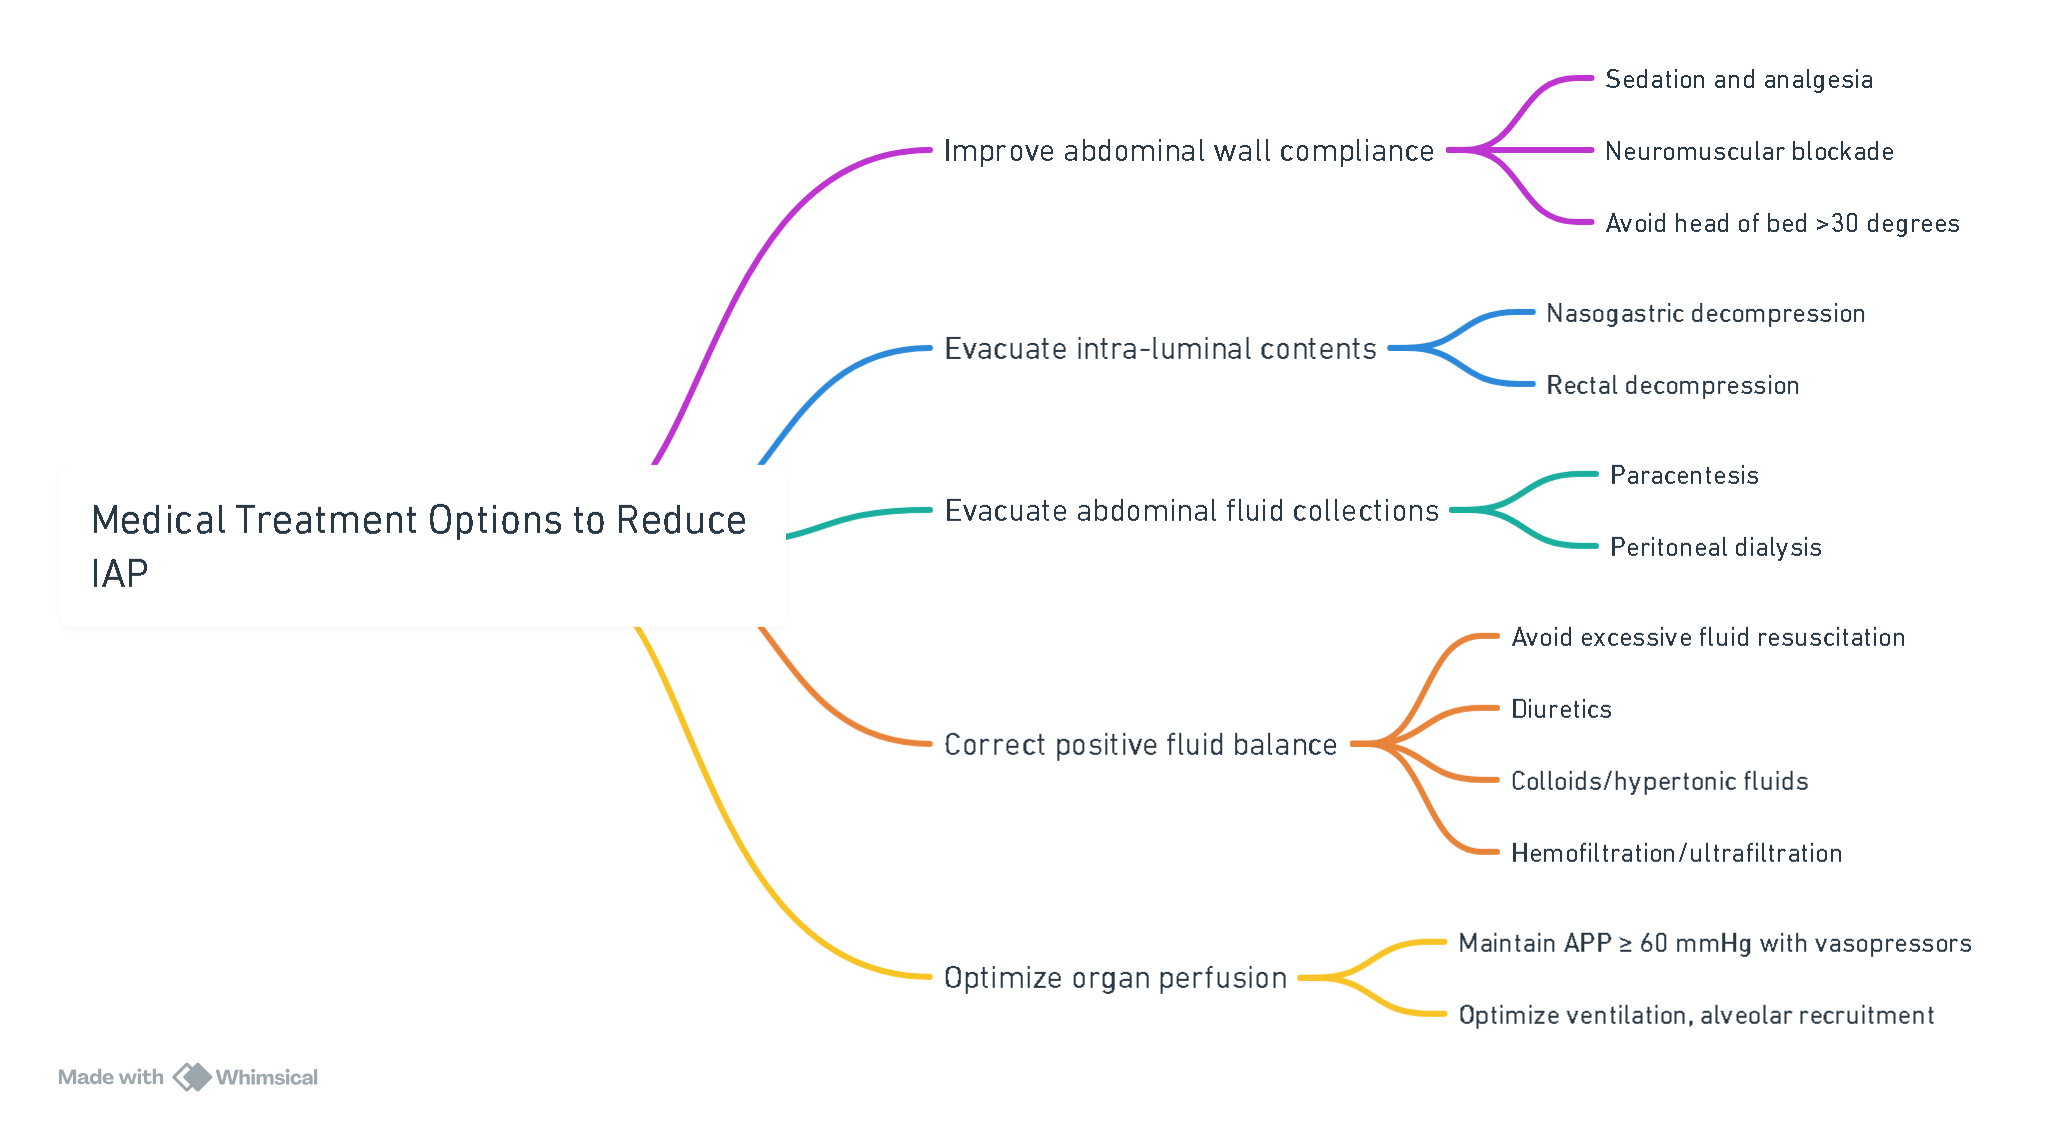 Medical Treatment Options to Reduce
IAP
Improve abdominal wall compliance
Sedation and analgesia
Neuromuscular blockade
Avoid head of bed >30 degrees
Evacuate intra-luminal contents
Nasogastric decompression
Rectal decompression
Evacuate abdominal fluid collections
Paracentesis
Peritoneal dialysis
Correct positive fluid balance
Avoid excessive fluid resuscitation
Diuretics
Colloids/hypertonic fluids
Hemofiltration/ultrafiltration
Optimize organ perfusion
Maintain APP ≥ 60 mmHg with vasopressors
Optimize ventilation, alveolar recruitment
Made with Whimsical